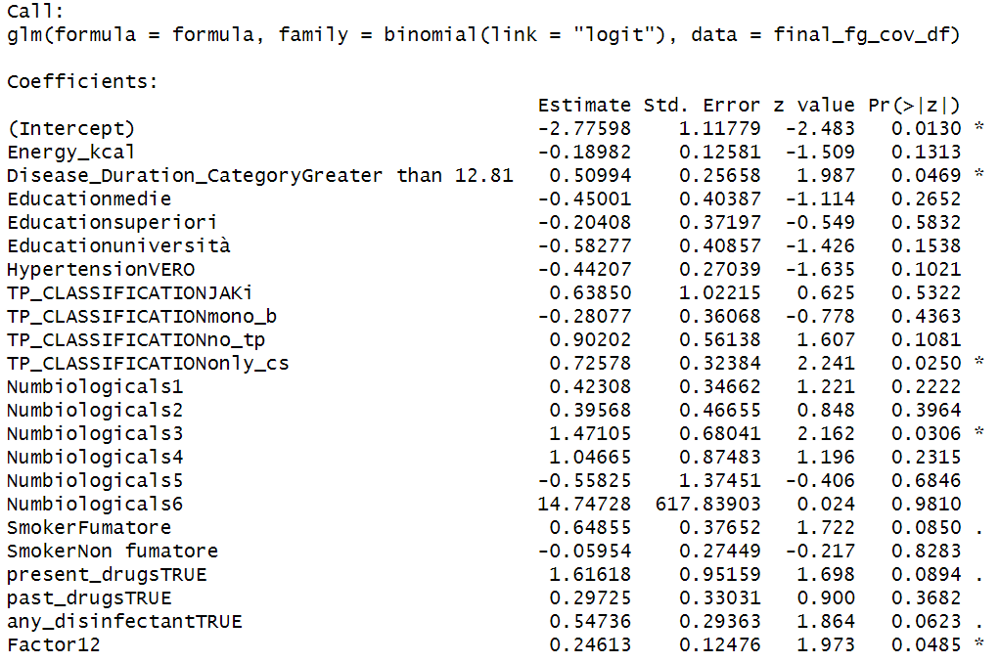 Call:
glm(formula = formula, family = binomial(link = "logit"), data = final_fg_cov_df)
Coefficients:
Estimate Std. Error z value Pr(>|z|)
(Intercept) -2.77598 1.11779 -2.483 0.0130 *
Energy_kcal -0.18982 0.12581 -1.509 0.1313
Disease_Duration_CategoryGreater than 12.81 0.50994 0.25658 1.987 0.0469 *
Educationmedie -0.45001 0.40387 -1.114 0.2652
Educationsuperiori -0.20408 0.37197 -0.549 0.5832
Educationuniversità -0.58277 0.40857 -1.426 0.1538
HypertensionVERO -0.44207 0.27039 -1.635 0.1021
TP_CLASSIFICATIONJAKi 0.63850 1.02215 0.625 0.5322
TP_CLASSIFICATIONmono_b -0.28077 0.36068 -0.778 0.4363
TP_CLASSIFICATIONno_tp 0.90202 0.56138 1.607 0.1081
TP_CLASSIFICATIONonly_cs 0.72578 0.32384 2.241 0.0250 *
Numbiologicals1 0.42308 0.34662 1.221 0.2222
Numbiologicals2 0.39568 0.46655 0.848 0.3964
Numbiologicals3 1.47105 0.68041 2.162 0.0306 *
Numbiologicals4 1.04665 0.87483 1.196 0.2315
Numbiologicals5 -0.55825 1.37451 -0.406 0.6846
Numbiologicals6 14.74728 617.83903 0.024 0.9810
SmokerFumatore 0.64855 0.37652 1.722 0.0850 .
SmokerNon fumatore -0.05954 0.27449 -0.217 0.8283
present_drugsTRUE 1.61618 0.95159 1.698 0.0894 .
past_drugsTRUE 0.29725 0.33031 0.900 0.3682
any_disinfectantTRUE 0.54736 0.29363 1.864 0.0623 .
Factor12 0.24613 0.12476 1.973 0.0485 *